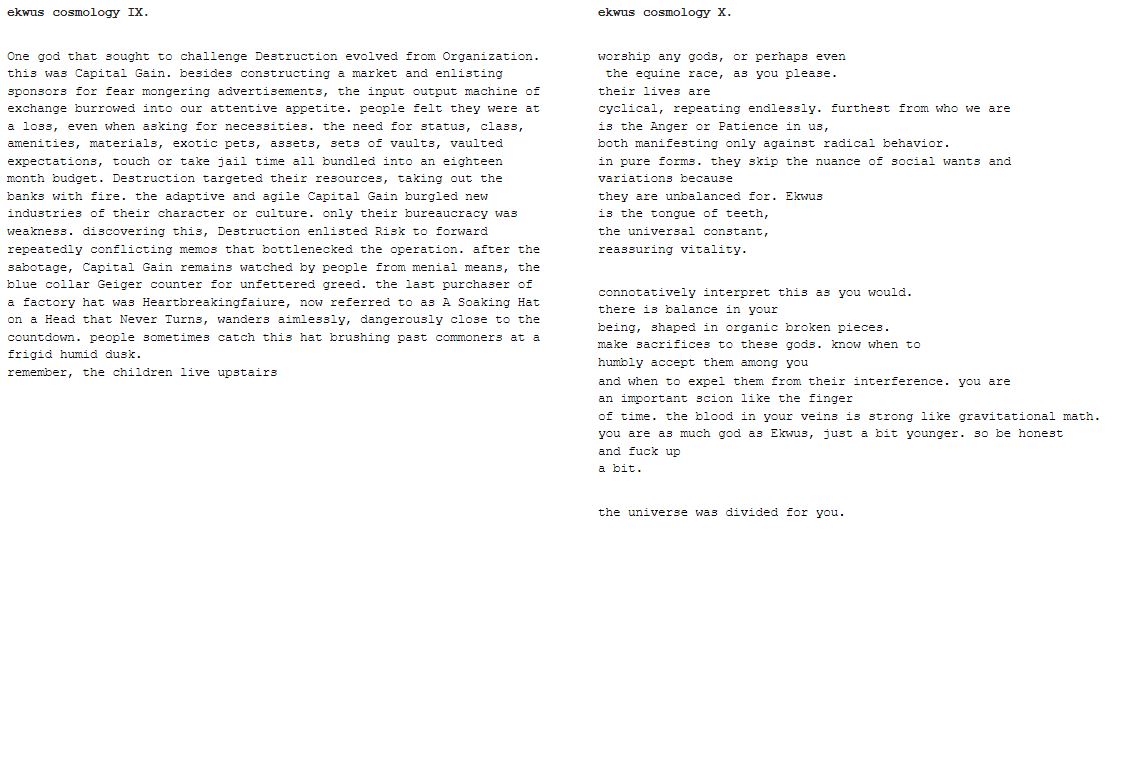 ekwus cosmology IX.
One god that sought to challenge Destruction evolved from Organization.
this was Capital Gain. besides constructing a market and enlisting
sponsors for fear mongering advertisements, the input output machine of
exchange burrowed into our attentive appetite. people felt they were at
a loss, even when asking for necessities. the need for status, class,
amenities, materials, exotic pets, assets, sets of vaults, vaulted
expectations, touch or take jail time all bundled into an eighteen
month budget. Destruction targeted their resources, taking out the
banks with fire. the adaptive and agile Capital Gain burgled new
industries of their character or culture. only their bureaucracy was
weakness. discovering this, Destruction enlisted Risk to forward
repeatedly conflicting memos that bottlenecked the operation. after the
sabotage, Capital Gain remains watched by people from menial means, the
blue collar Geiger counter for unfettered greed. the last purchaser of
a factory hat was Heartbreakingfaiure, now referred to as A Soaking Hat
on a Head that Never Turns, wanders aimlessly, dangerously close to the
countdown. people sometimes catch this hat brushing past commoners at a
frigid humid dusk.
remember, the children live upstairs
ekwus cosmology X.
worship any gods, or perhaps even
the equine race, as you please.
their lives are
cyclical, repeating endlessly. furthest from who we are
is the Anger or Patience in us,
both manifesting only against radical behavior.
in pure forms. they skip the nuance of social wants and
variations because
they are unbalanced for. Ekwus
is the tongue of teeth,
the universal constant,
reassuring vitality.
connotatively interpret this as you would.
there is balance in your
being, shaped in organic broken pieces.
make sacrifices to these gods. know when to
humbly accept them among you
and when to expel them from their interference. you are
an important scion like the finger
of time. the blood in your veins is strong like gravitational math.
you are as much god as Ekwus, just a bit younger. so be honest
and fuck up
a bit.
the universe was divided for you.